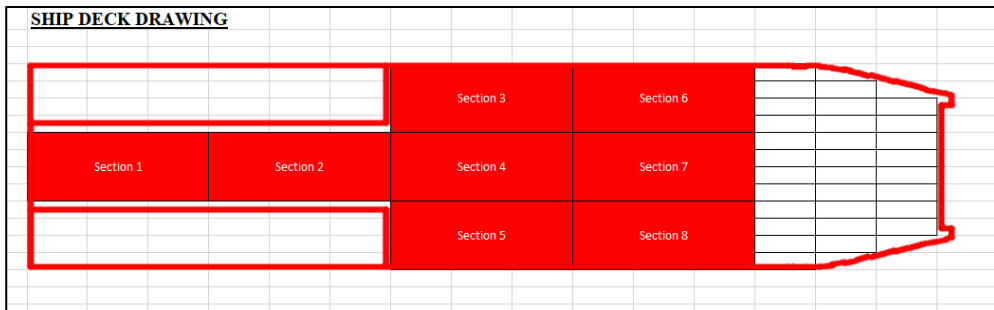 SHIP DECK DRAWING
Section 3 Section 6
Section 1 Section 2 Section 4 Section 7
Section 5 Section 8